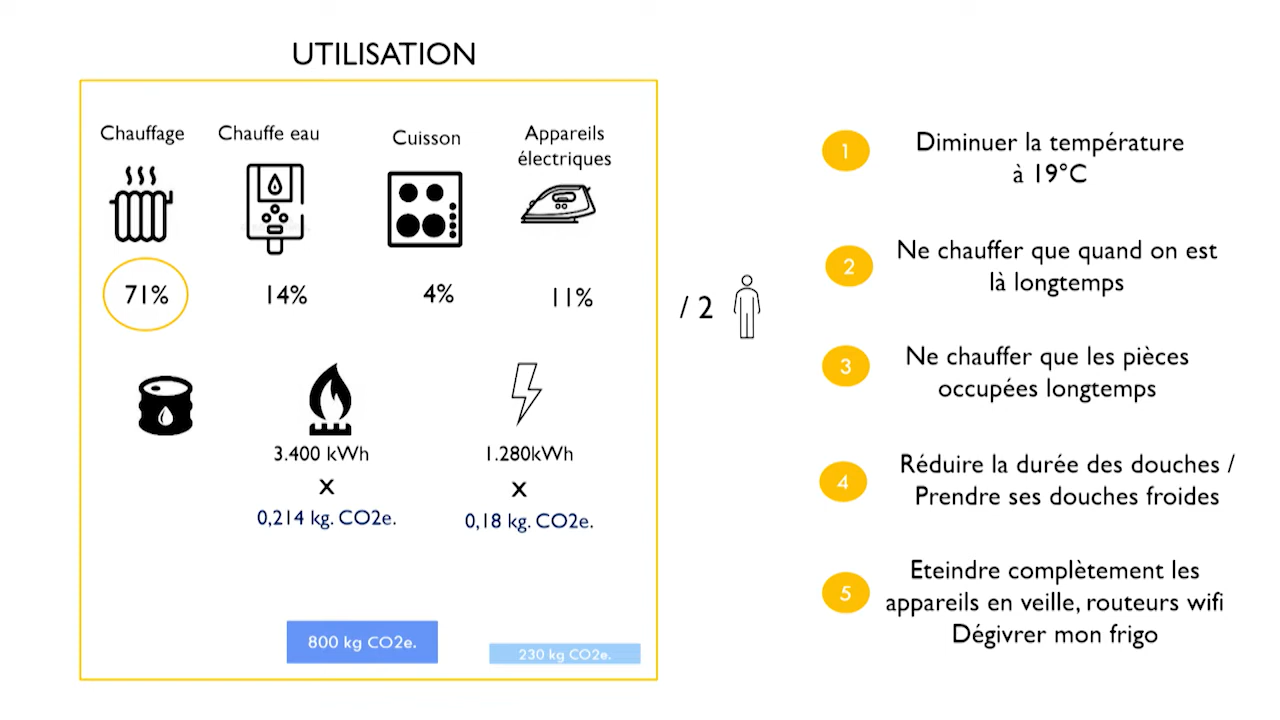 UTILISATION
Chauffage
Chauffe eau
Cuisson
Appareils
électriques
71%
14%
4%
11%
3.400 kWh
x
0,214 kg. CO2e.
1.280kWh
x
0,18 kg. CO2e.
800 kg CO2e.
230 kg CO2e.
/ 2
1
Diminuer la température
à 19°C
2
Ne chauffer que quand on est
là longtemps
3
Ne chauffer que les pièces
occupées longtemps
4
Réduire la durée des douches /
Prendre ses douches froides
5
Eteindre complètement les
appareils en veille, routeurs wifi
Dégivrer mon frigo